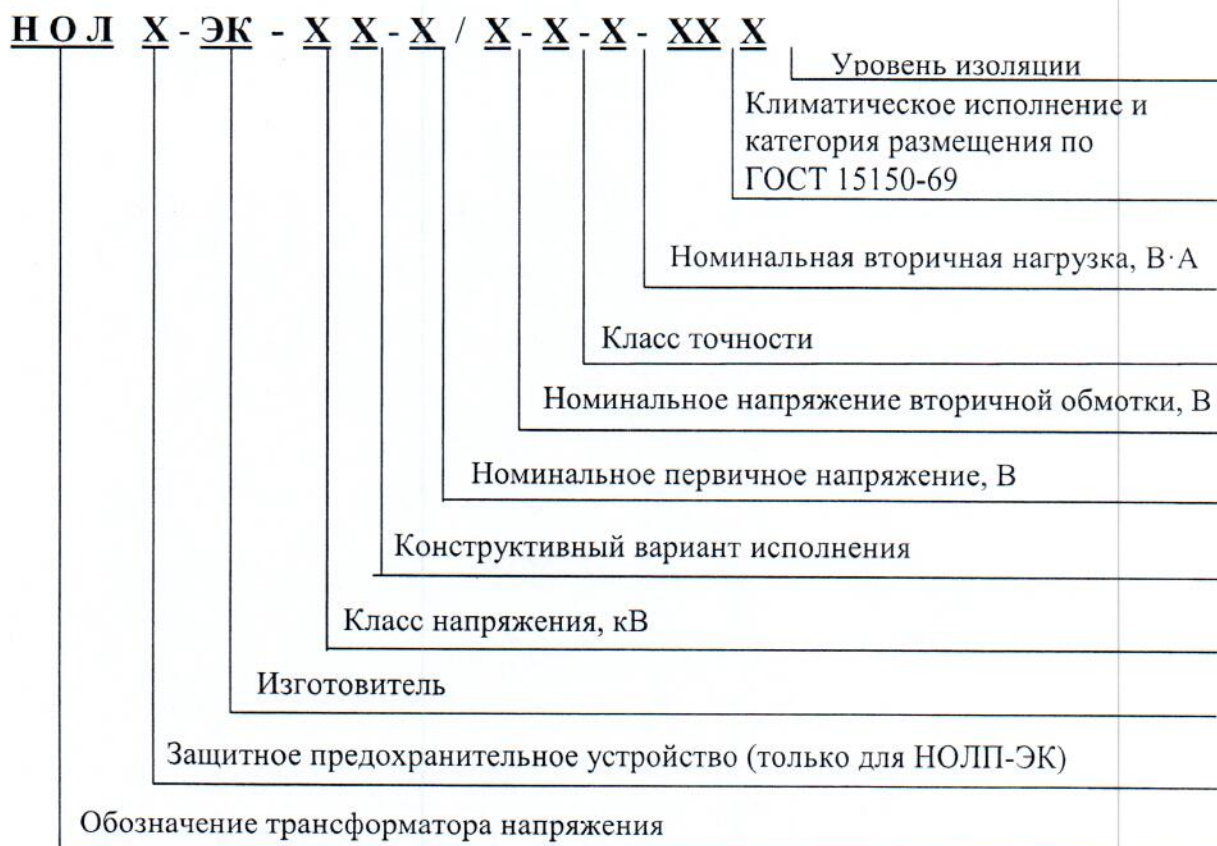 Н О Л Х - ЭК - Х Х - Х / Х - Х - Х - ХХ Х
Уровень изоляции
Климатическое исполнение и
категория размещения по
ГОСТ 15150-69
Номинальная вторичная нагрузка, В·А
Класс точности
Номинальное напряжение вторичной обмотки, В
Номинальное первичное напряжение, В
Конструктивный вариант исполнения
Класс напряжения, кВ
Изготовитель
Защитное предохранительное устройство (только для НОЛП-ЭК)
Обозначение трансформатора напряжения